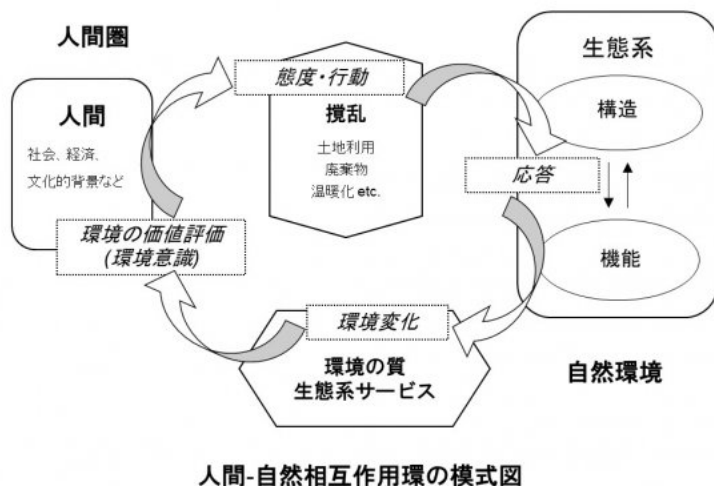 人間圏
人間
社会、経済、
文化的背景など
環境の価値評価
(環境意識)
態度・行動
撹乱
土地利用
廃棄物
温暖化 etc.
生態系
構造
応答
機能
環境変化
環境の質
生態系サービス
自然環境
人間-自然相互作用環の模式図